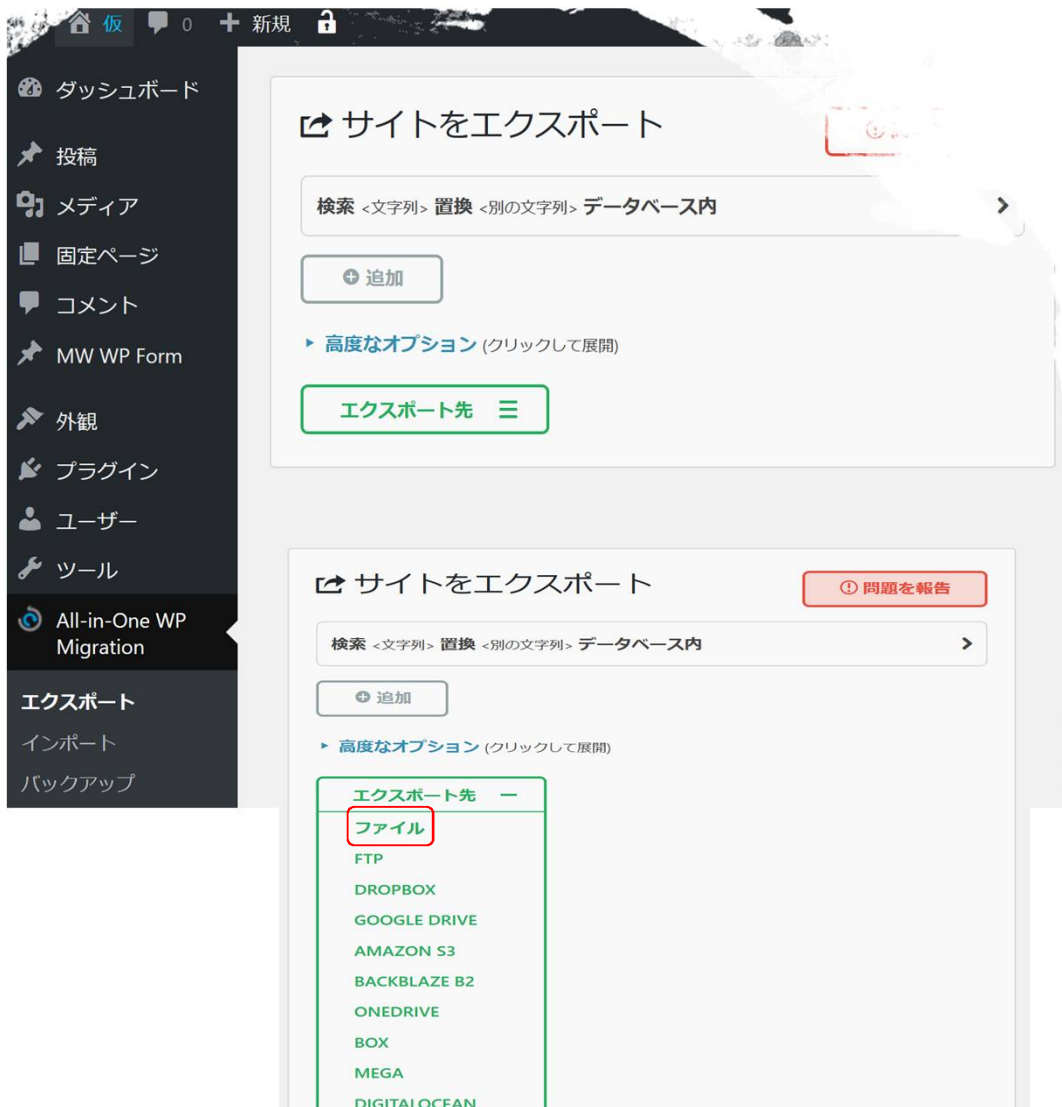 仮 0 新規
ダッシュボード
投稿
メディア
固定ページ
コメント
MW WP Form
外観
プラグイン
ユーザー
ツール
All-in-One WP
Migration
エクスポート
インポート
バックアップ
サイトをエクスポート
検索 <文字列> 置換 <別の文字列> データベース内
追加
高度なオプション (クリックして展開)
エクスポート先
サイトをエクスポート
問題を報告
検索 <文字列> 置換 <別の文字列> データベース内
追加
高度なオプション (クリックして展開)
エクスポート先
ファイル
FTP
DROPBOX
GOOGLE DRIVE
AMAZON S3
BACKBLAZE B2
ONEDRIVE
BOX
MEGA
DIGITALOCEAN